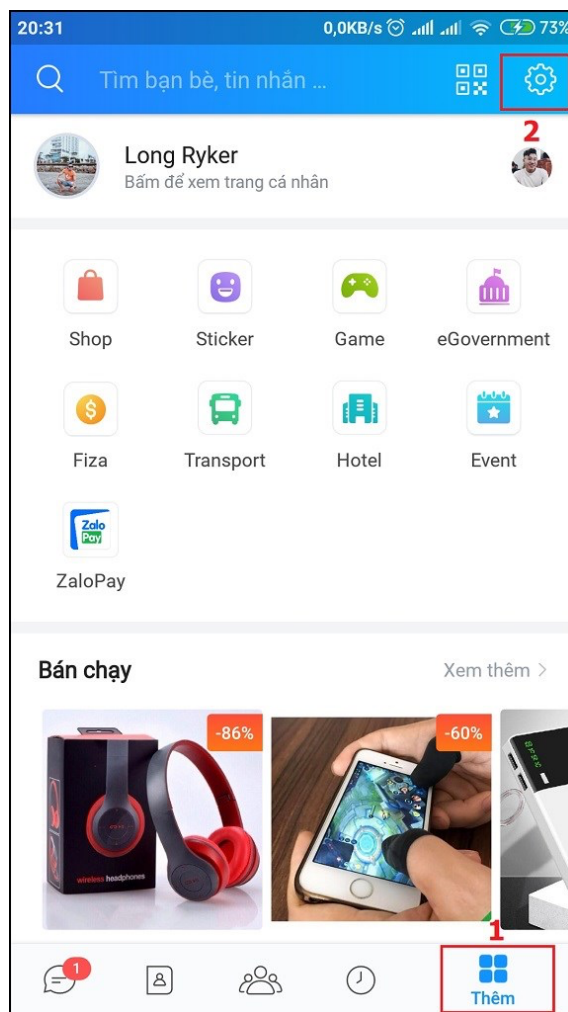 20:31 0,0KB/s 73%
Tìm bạn bè, tin nhắn ...
2
Long Ryker
Bấm để xem trang cá nhân
Shop Sticker Game eGovernment
Fiza Transport Hotel Event
Zalo
Pay
ZaloPay
Bán chạy Xem thêm >
-86% -60%
wireless headphones
1
1
Thêm